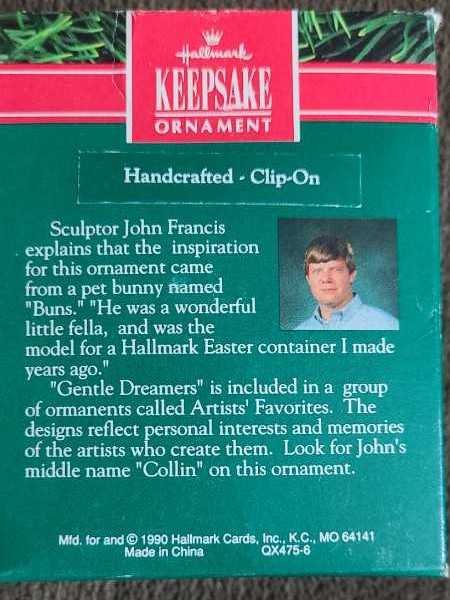 Hallmark
KEEPSAKE
ORNAMENT
Handcrafted - Clip-On
Sculptor John Francis
explains that the inspiration
for this ornament came
from a pet bunny named
"Buns." "He was a wonderful
little fella, and was the
model for a Hallmark Easter container I made
years ago."
"Gentle Dreamers" is included in a group
of ormanents called Artists' Favorites. The
designs reflect personal interests and memories
of the artists who create them. Look for John's
middle name "Collin" on this ornament.
Mfd. for and © 1990 Hallmark Cards, Inc., K.C., MO 64141
Made in China QX475-6